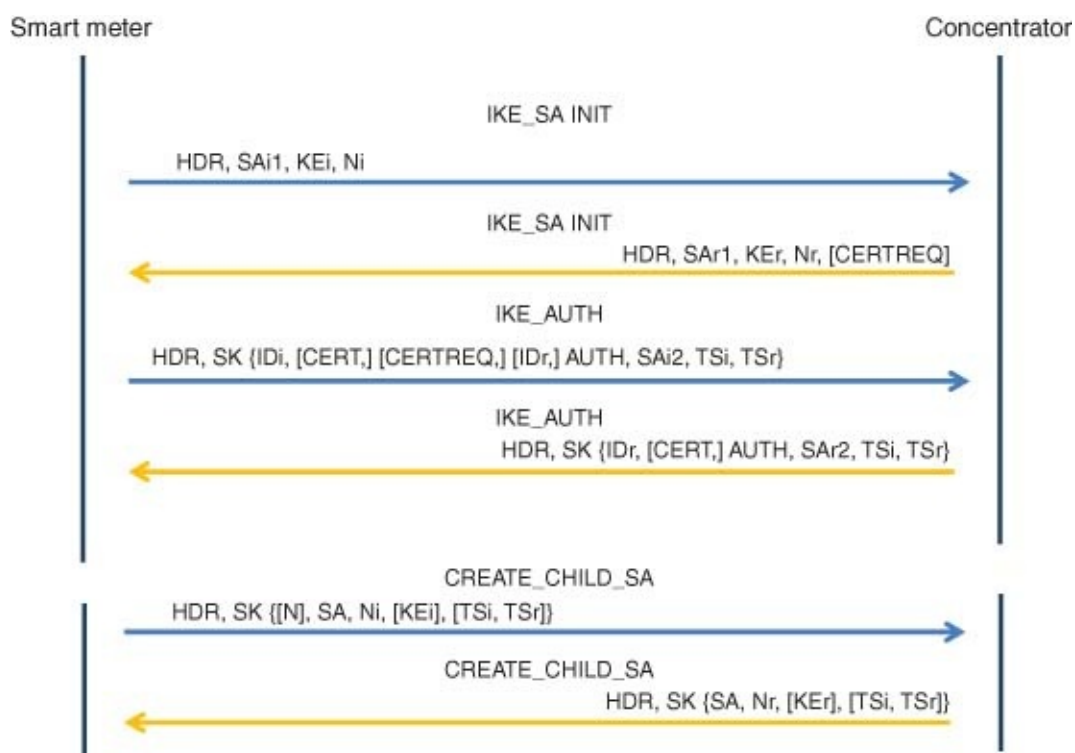 Smart meter
Concentrator
IKE_SA INIT
HDR, SAi1, KEi, Ni
IKE_SA INIT
HDR, SAr1, KEr, Nr, [CERTREQ]
IKE_AUTH
HDR, SK {IDi, [CERT,] [CERTREQ,] [IDr,] AUTH, SAi2, TSi, TSr}
IKE_AUTH
HDR, SK {IDr, [CERT,] AUTH, SAr2, TSi, TSr}
CREATE_CHILD_SA
HDR, SK {[N], SA, Ni, [KEi], [TSi, TSr]}
CREATE_CHILD_SA
HDR, SK {SA, Nr, [KEr], [TSi, TSr]}